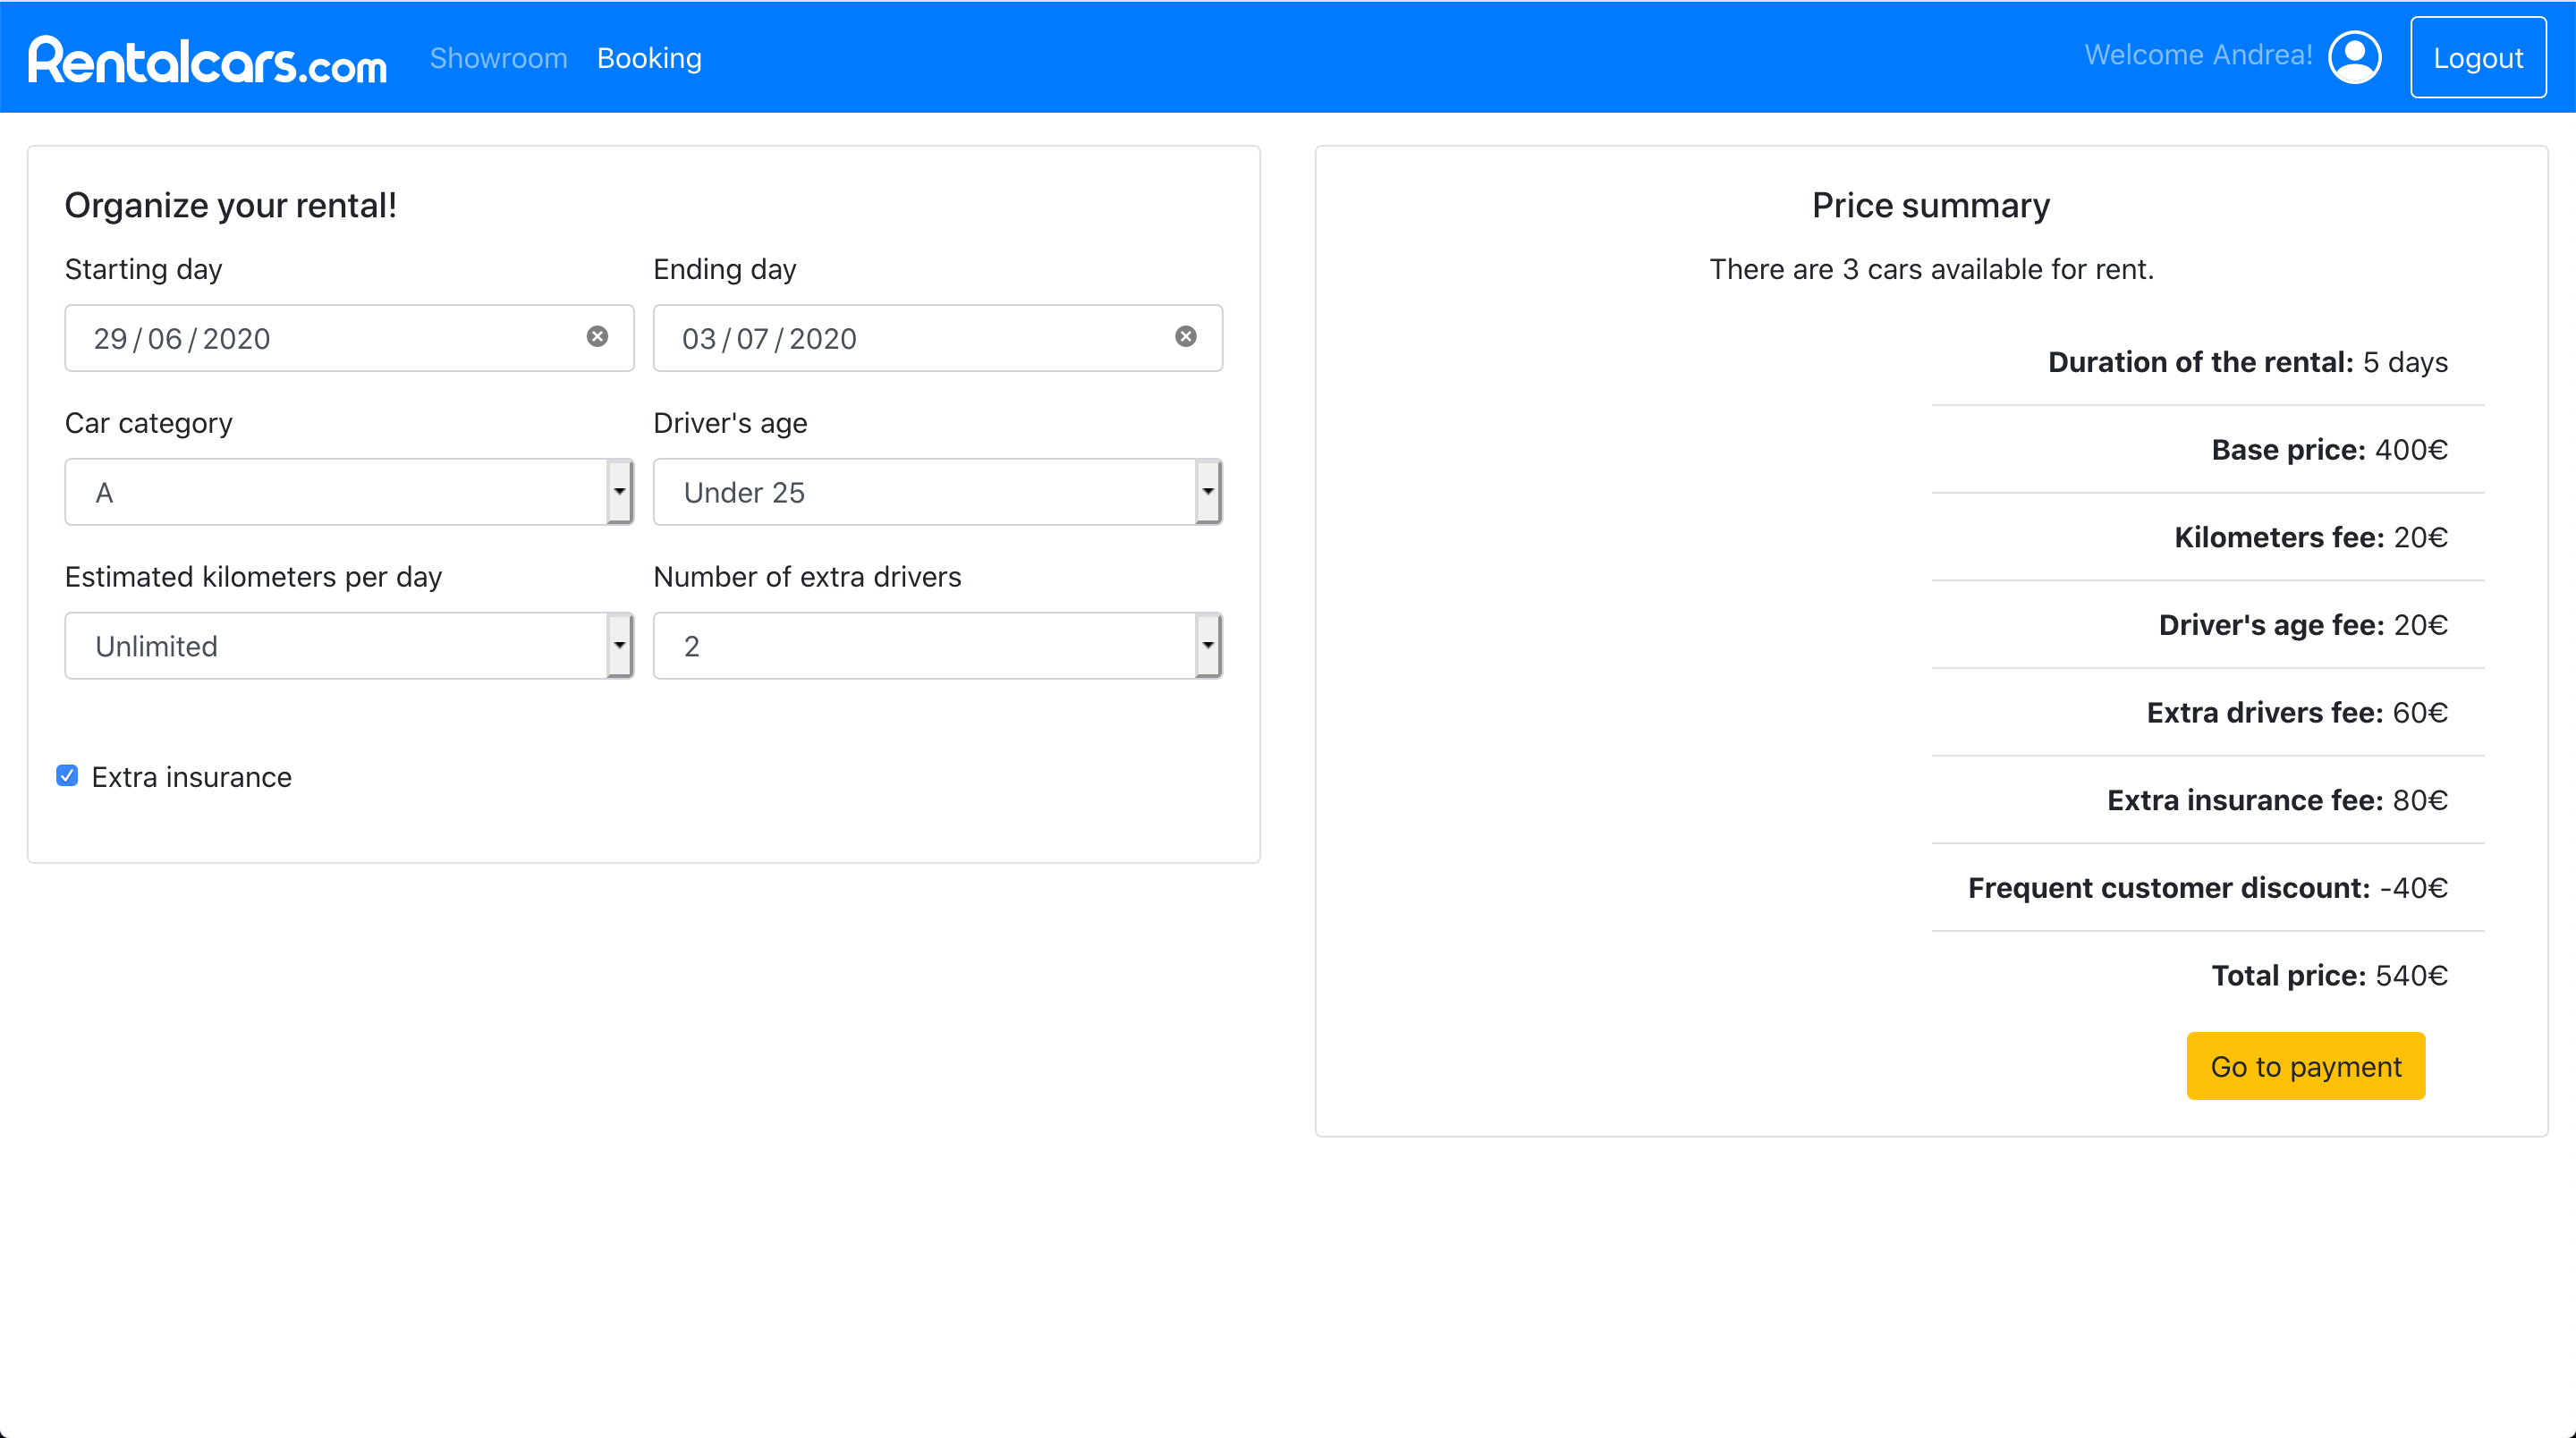 Rentalcars.com Showroom Booking Welcome Andrea! Logout
Organize your rental!
Starting day Ending day
29/06/2020 03/07/2020
Car category Driver's age
A Under 25
Estimated kilometers per day Number of extra drivers
Unlimited 2
Extra insurance
Price summary
There are 3 cars available for rent.
Duration of the rental: 5 days
Base price: 400€
Kilometers fee: 20€
Driver's age fee: 20€
Extra drivers fee: 60€
Extra insurance fee: 80€
Frequent customer discount: -40€
Total price: 540€
Go to payment